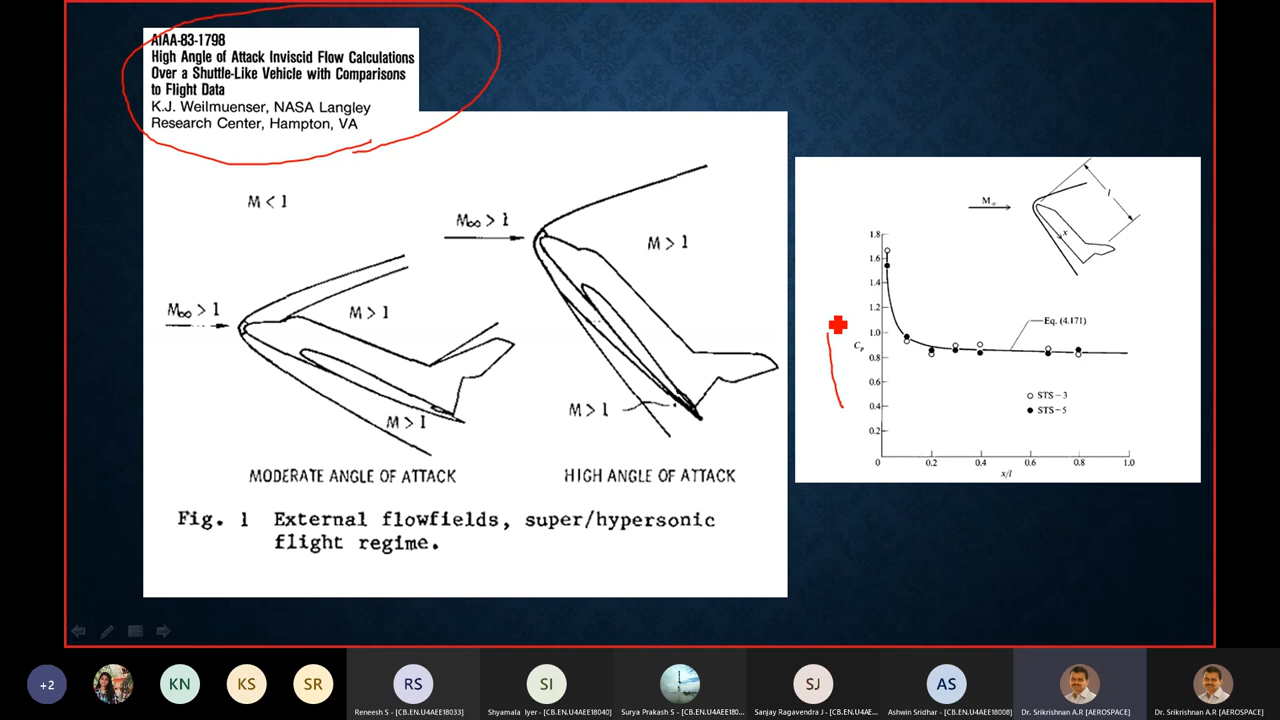 AIAA-83-1798
High Angle of Attack Inviscid Flow Calculations
Over a Shuttle-Like Vehicle with Comparisons
to Flight Data
K.J. Weilmuenser, NASA Langley
Research Center, Hampton, VA
M < 1
M∞ > 1
M > 1
M∞ > 1
M > 1
M > 1
M > 1
MODERATE ANGLE OF ATTACK
HIGH ANGLE OF ATTACK
Fig. 1 External flowfields, super/hypersonic
flight regime.
M∞
l
x
1.8
1.6
1.4
1.2
1.0
0.8
0.6
0.4
0.2
0
Cp
Eq. (4.171)
STS-3
STS-5
0.2
0.4
0.6
0.8
1.0
x/l
+2
KN
KS
SR
RS
SI
SJ
AS
Reneesh S - [CB.EN.U4AEE18033]
Shyamala Iyer - [CB.EN.U4AEE18040]
Surya Prakash S - [CB.EN.U4AEE180...
Sanjay Ragavendra J - [CB.EN.U4AE...
Ashwin Sridhar - [CB.EN.U4AEE18008]
Dr. Srikrishnan A.R [AEROSPACE]
Dr. Srikrishnan A.R [AEROSPACE]